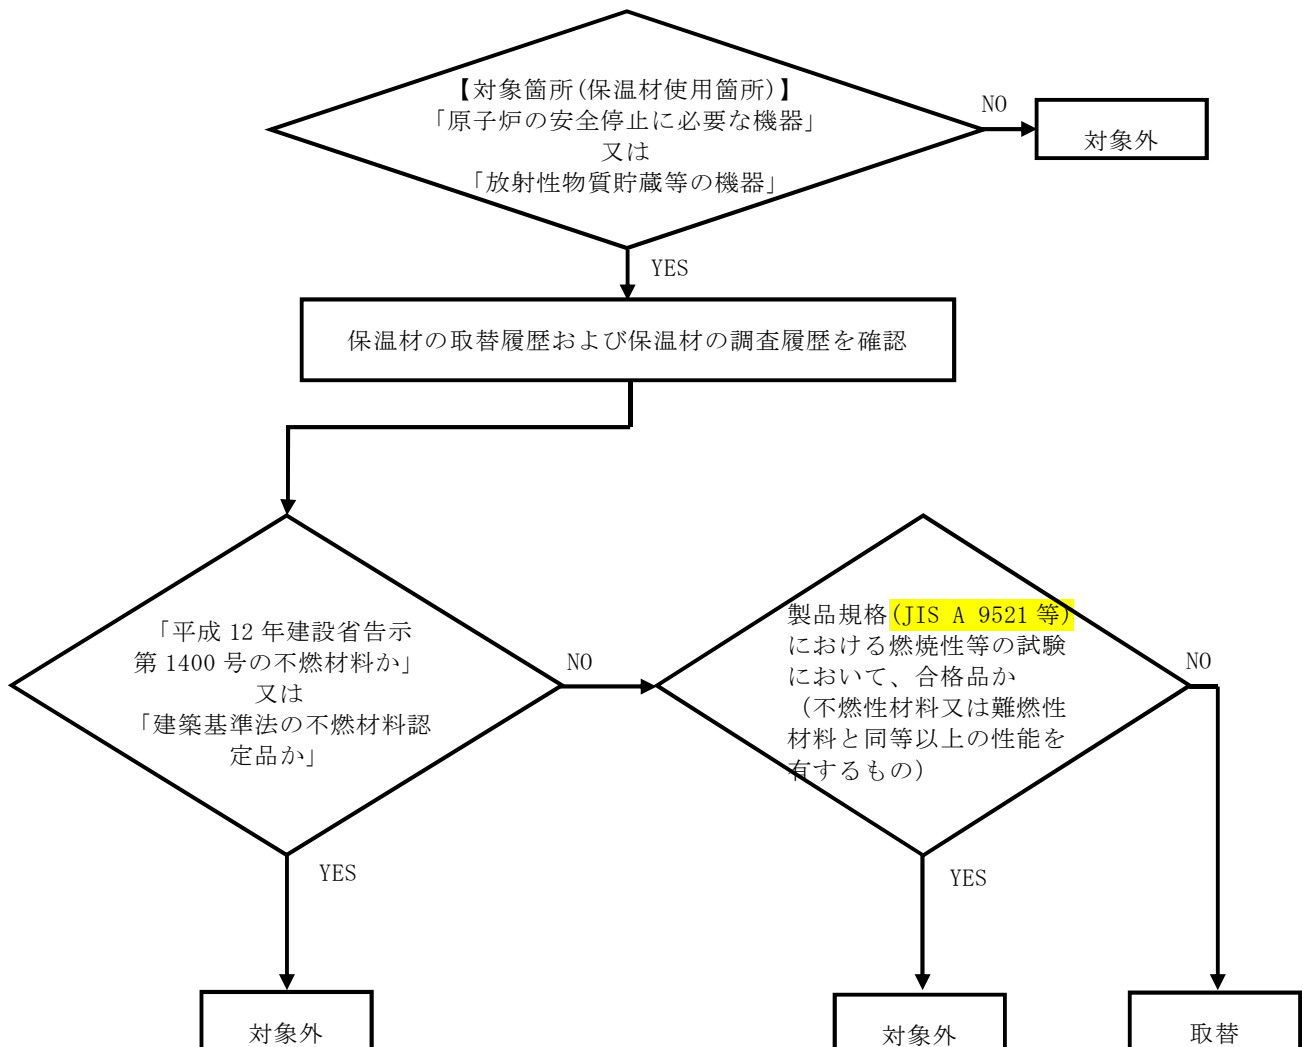 【対象箇所(保温材使用箇所)】
「原子炉の安全停止に必要な機器」
又は
「放射性物質貯蔵等の機器」
NO
対象外
YES
保温材の取替履歴および保温材の調査履歴を確認
「平成 12 年建設省告示
第 1400 号の不燃材料か」
又は
「建築基準法の不燃材料認
定品か」
NO
製品規格(JIS A 9521 等)
における燃焼性等の試験
において、合格品か
（不燃性材料又は難燃性
材料と同等以上の性能を
有するもの）
NO
YES
YES
対象外
対象外
取替